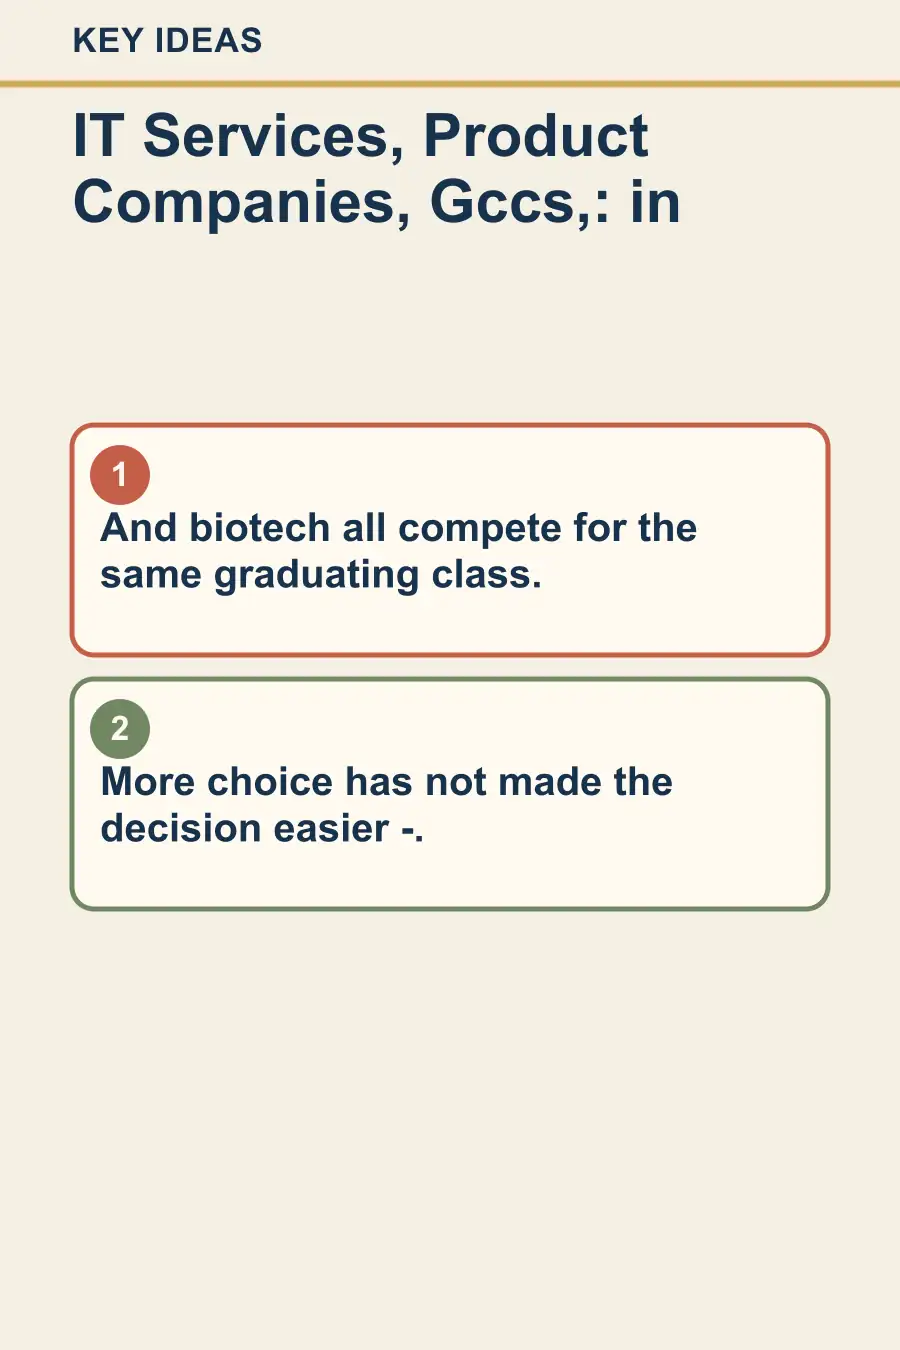 KEY IDEAS
IT Services, Product
Companies, Gccs,: in
1
And biotech all compete for the
same graduating class.
2
More choice has not made the
decision easier -.